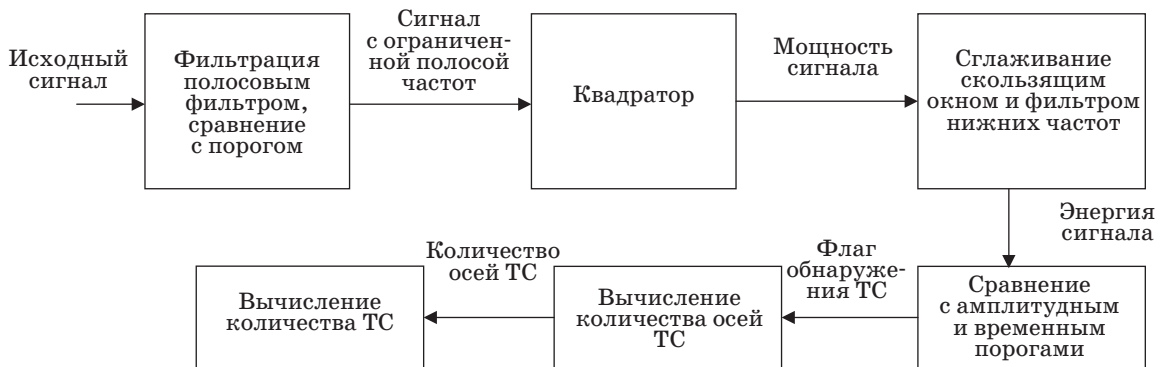 Исходный
сигнал
Фильтрация
полосовым
фильтром,
сравнение
с порогом
Сигнал
с ограничен-
ной полосой
частот
Квадратор
Мощность
сигнала
Сглаживание
скользящим
окном и фильтром
нижних частот
Энергия
сигнала
Сравнение
с амплитудным
и временным
порогами
Флаг
обнаруже-
ния ТС
Вычисление
количества осей
ТС
Количество
осей ТС
Вычисление
количества ТС